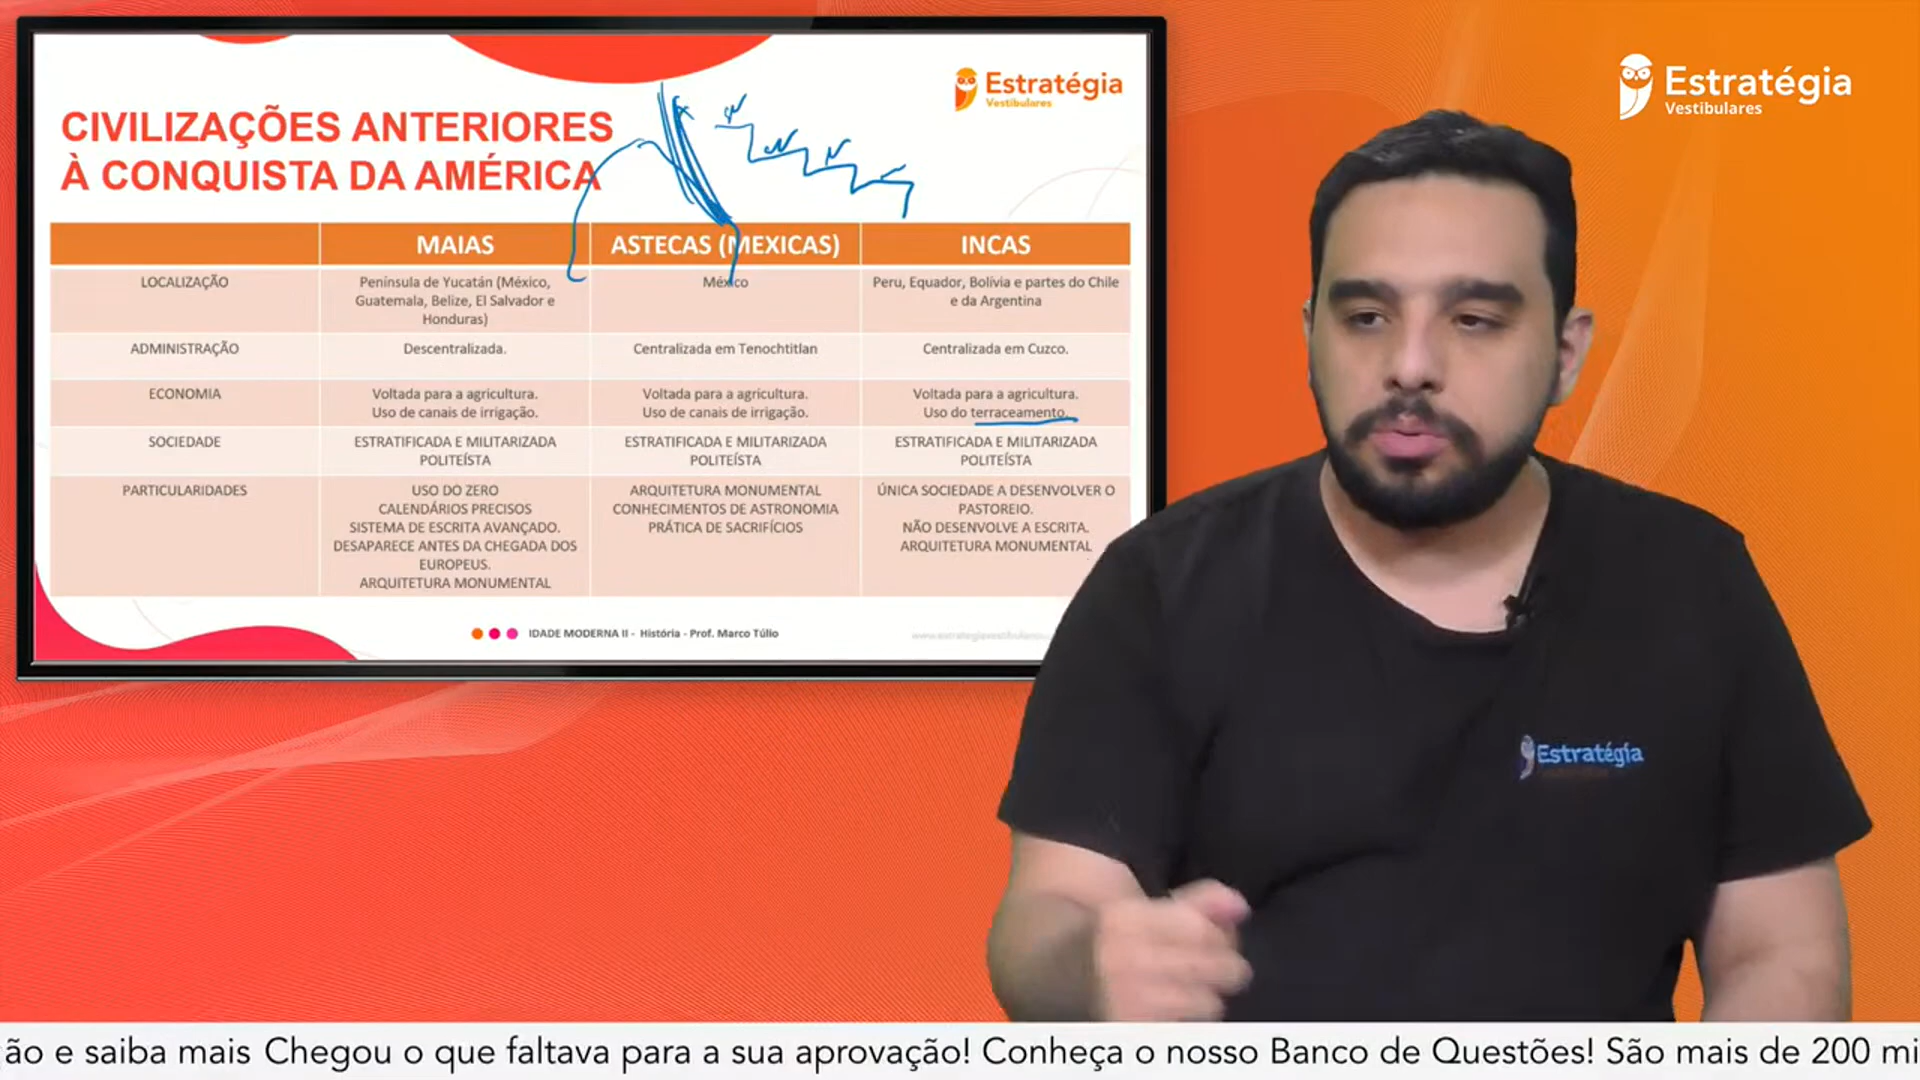 Estratégia
Vestibulares
Estratégia
Vestibulares
CIVILIZAÇÕES ANTERIORES
À CONQUISTA DA AMÉRICA
MAIAS ASTECAS (MEXICAS) INCAS
LOCALIZAÇÃO
Península de Yucatán (México,
Guatemala, Belize, El Salvador e
Honduras)
México
Peru, Equador, Bolívia e partes do Chile
e da Argentina
ADMINISTRAÇÃO
Descentralizada.
Centralizada em Tenochtitlan
Centralizada em Cuzco.
ECONOMIA
Voltada para a agricultura.
Uso de canais de irrigação.
Voltada para a agricultura.
Uso de canais de irrigação.
Voltada para a agricultura.
Uso do terraceamento.
SOCIEDADE
ESTRATIFICADA E MILITARIZADA
POLITEÍSTA
ESTRATIFICADA E MILITARIZADA
POLITEÍSTA
ESTRATIFICADA E MILITARIZADA
POLITEÍSTA
PARTICULARIDADES
USO DO ZERO
CALENDÁRIOS PRECISOS
SISTEMA DE ESCRITA AVANÇADO.
DESAPARECE ANTES DA CHEGADA DOS
EUROPEUS.
ARQUITETURA MONUMENTAL
ARQUITETURA MONUMENTAL
CONHECIMENTOS DE ASTRONOMIA
PRÁTICA DE SACRIFÍCIOS
ÚNICA SOCIEDADE A DESENVOLVER O
PASTOREIO.
NÃO DESENVOLVE A ESCRITA.
ARQUITETURA MONUMENTAL
IDADE MODERNA II - História - Prof. Marco Túlio
Estratégia
ão e saiba mais Chegou o que faltava para a sua aprovação! Conheça o nosso Banco de Questões! São mais de 200 mi